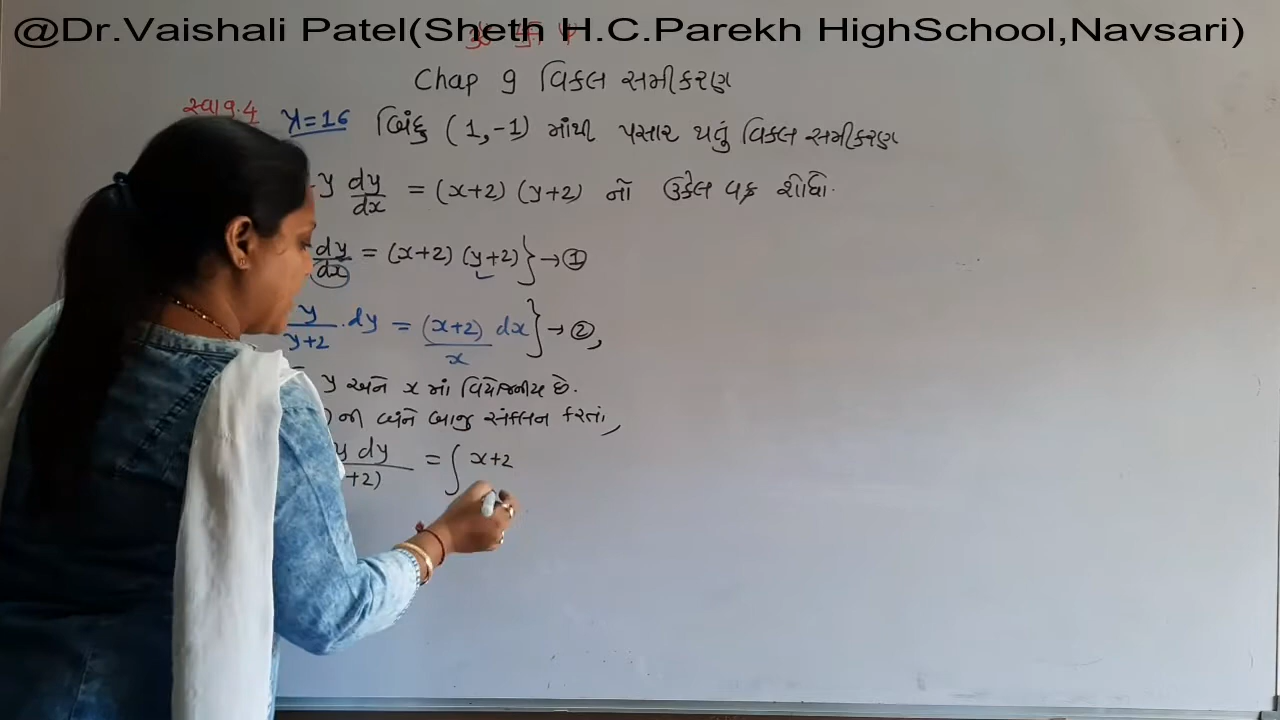 @Dr.Vaishali Patel(Sheth H.C.Parekh HighSchool,Navsari)
Chap 9 વિકલ સમીકરણ
સ્વા 9.4 પ્ર=16 બિંદુ (1,-1) માંથી પસાર થતું વિકલ સમીકરણ
y dy/dx = (x+2) (y+2) નો ઉકેલ વક્ર શોધો.
dy/dx = (x+2) (y+2)} → ①
y/y+2 . dy = (x+2)/x dx} → ②,
y અને x માં વિયોજનીય છે.
ની બંને બાજુ સંકલન કરતાં,
y dy/+2) = ∫ x+2